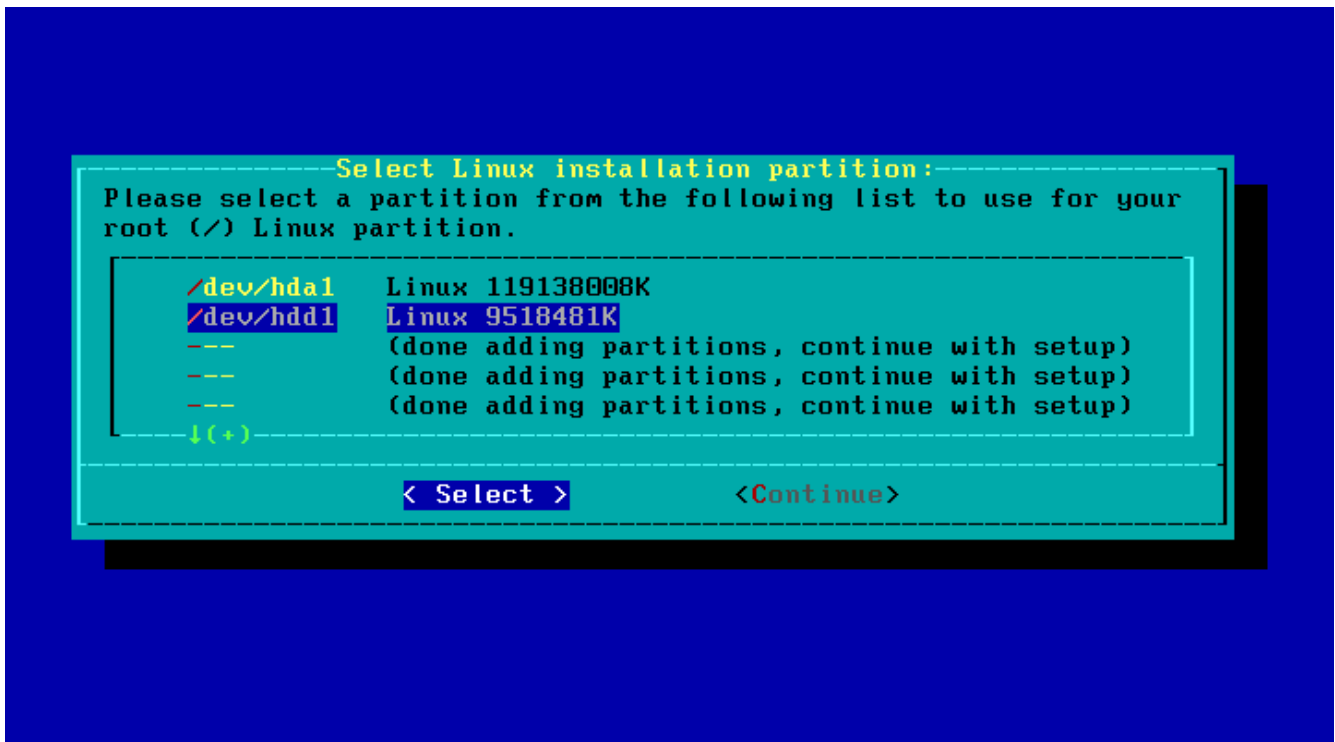 Select Linux installation partition:
Please select a partition from the following list to use for your
root (/) Linux partition.
/dev/hda1 Linux 119138008K
/dev/hdd1 Linux 9518481K
--- (done adding partitions, continue with setup)
--- (done adding partitions, continue with setup)
--- (done adding partitions, continue with setup)
↓(+)
< Select > <Continue>